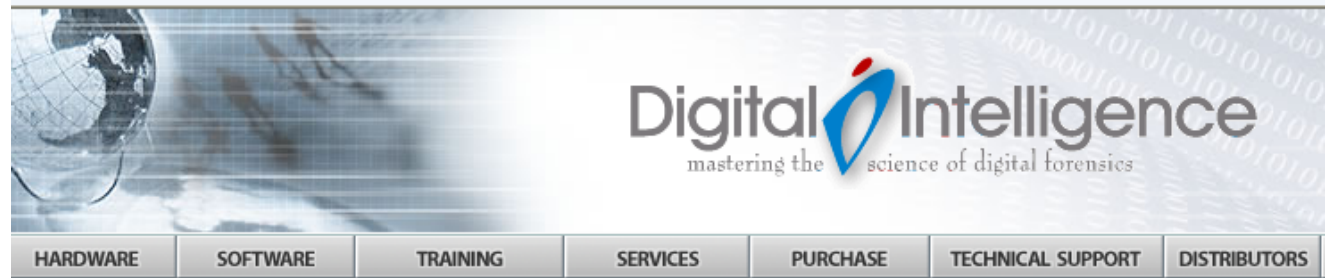 Digital Intelligence
mastering the science of digital forensics
HARDWARE SOFTWARE TRAINING SERVICES PURCHASE TECHNICAL SUPPORT DISTRIBUTORS